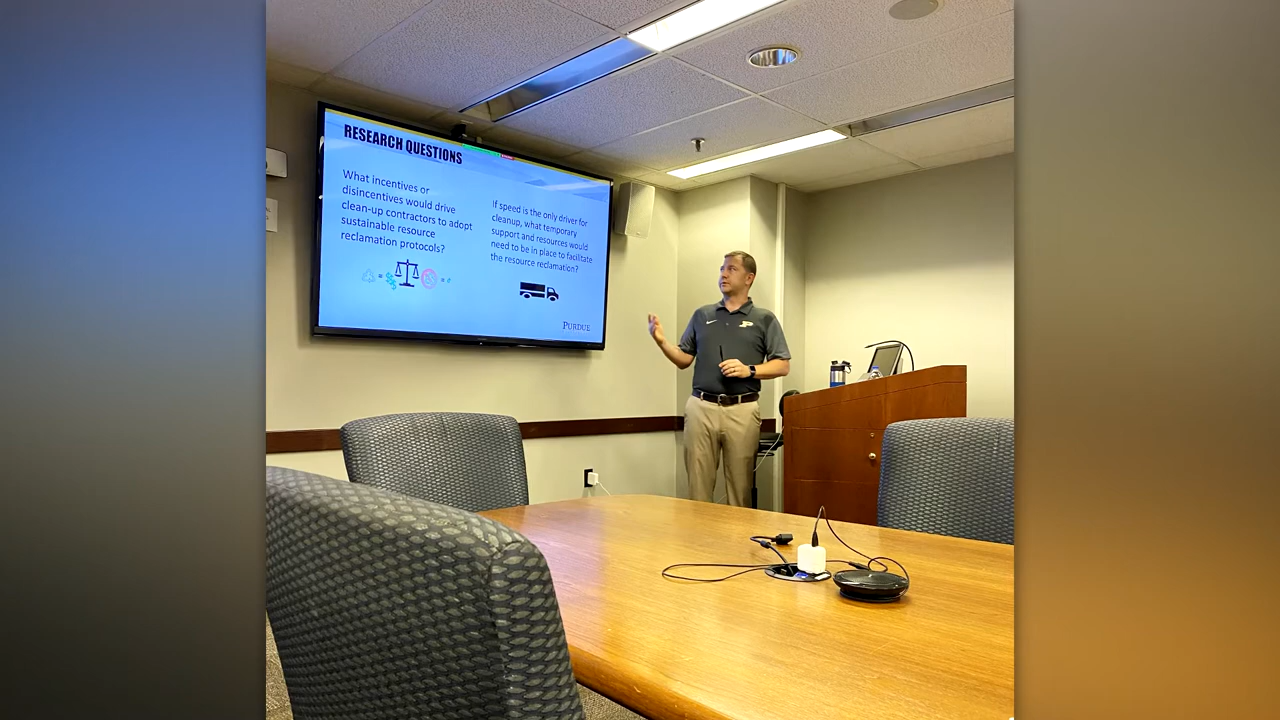 RESEARCH QUESTIONS
What incentives or
disincentives would drive
clean-up contractors to adopt
sustainable resource
reclamation protocols?
If speed is the only driver for
cleanup, what temporary
support and resources would
need to be in place to facilitate
the resource reclamation?
PURDUE
P